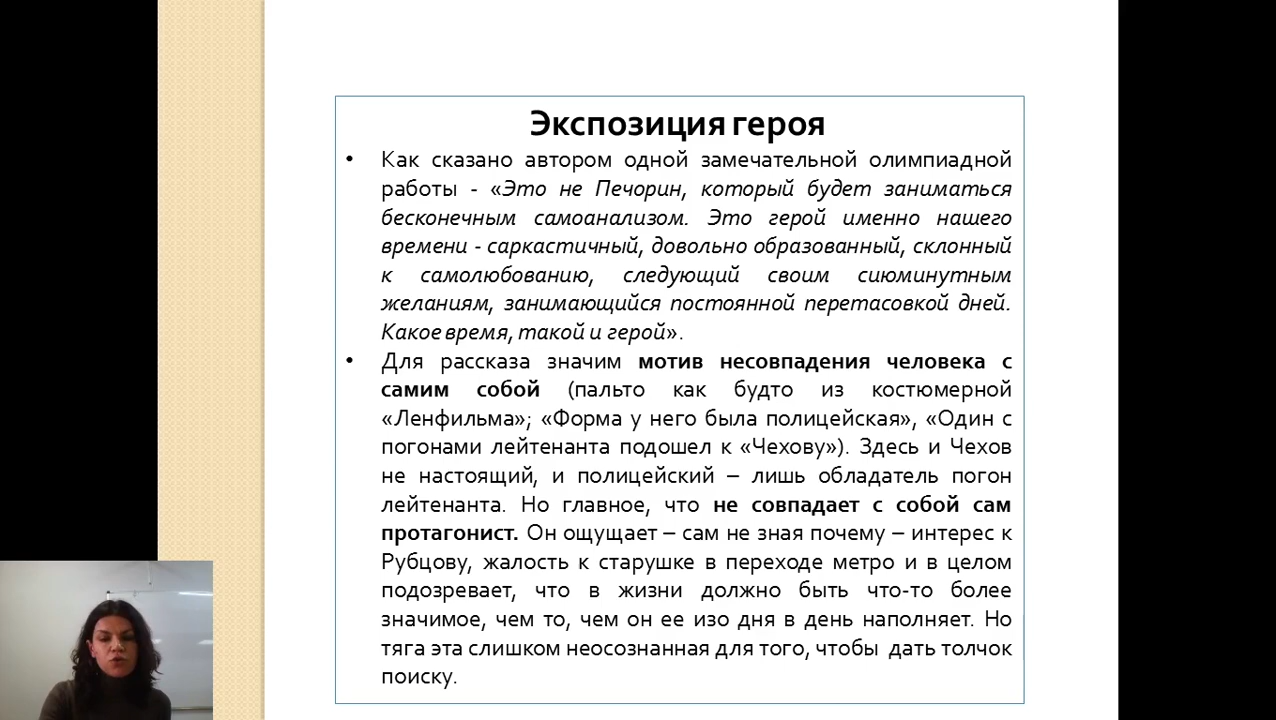 Экспозиция героя
• Как сказано автором одной замечательной олимпиадной
работы - «Это не Печорин, который будет заниматься
бесконечным самоанализом. Это герой именно нашего
времени - саркастичный, довольно образованный, склонный
к самолюбованию, следующий своим сиюминутным
желаниям, занимающийся постоянной перетасовкой дней.
Какое время, такой и герой».
• Для рассказа значим мотив несовпадения человека с
самим собой (пальто как будто из костюмерной
«Ленфильма»; «Форма у него была полицейская», «Один с
погонами лейтенанта подошел к «Чехову»). Здесь и Чехов
не настоящий, и полицейский – лишь обладатель погон
лейтенанта. Но главное, что не совпадает с собой сам
протагонист. Он ощущает – сам не зная почему – интерес к
Рубцову, жалость к старушке в переходе метро и в целом
подозревает, что в жизни должно быть что-то более
значимое, чем то, чем он ее изо дня в день наполняет. Но
тяга эта слишком неосознанная для того, чтобы дать толчок
поиску.